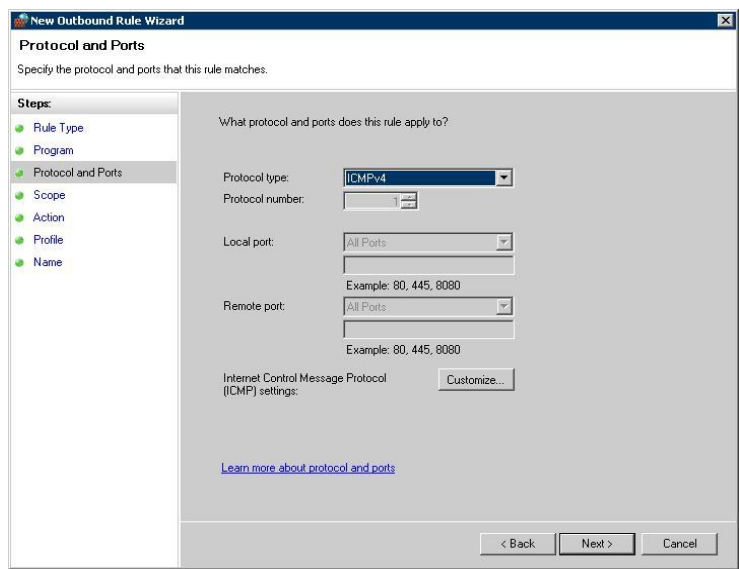 New Outbound Rule Wizard
Protocol and Ports
Specify the protocol and ports that this rule matches.
Steps:
Rule Type
Program
Protocol and Ports
Scope
Action
Profile
Name
What protocol and ports does this rule apply to?
Protocol type: ICMPv4
Protocol number: 1
Local port: All Ports
Example: 80, 445, 8080
Remote port: All Ports
Example: 80, 445, 8080
Internet Control Message Protocol
(ICMP) settings:
Customize...
Learn more about protocol and ports
< Back Next > Cancel